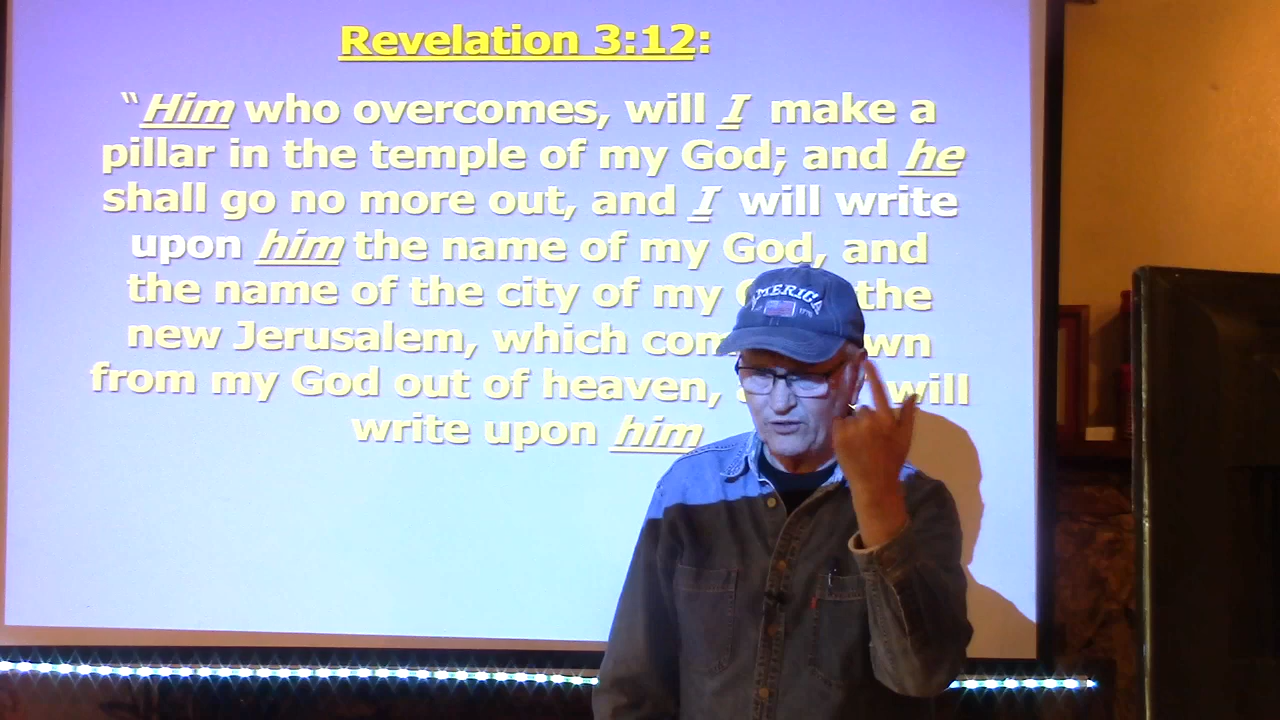 Revelation 3:12:
“Him who overcomes, will I make a
pillar in the temple of my God; and he
shall go no more out, and I will write
upon him the name of my God, and
the name of the city of my the
new Jerusalem, which
from my God out of heaven, will
write upon him
AMERICA